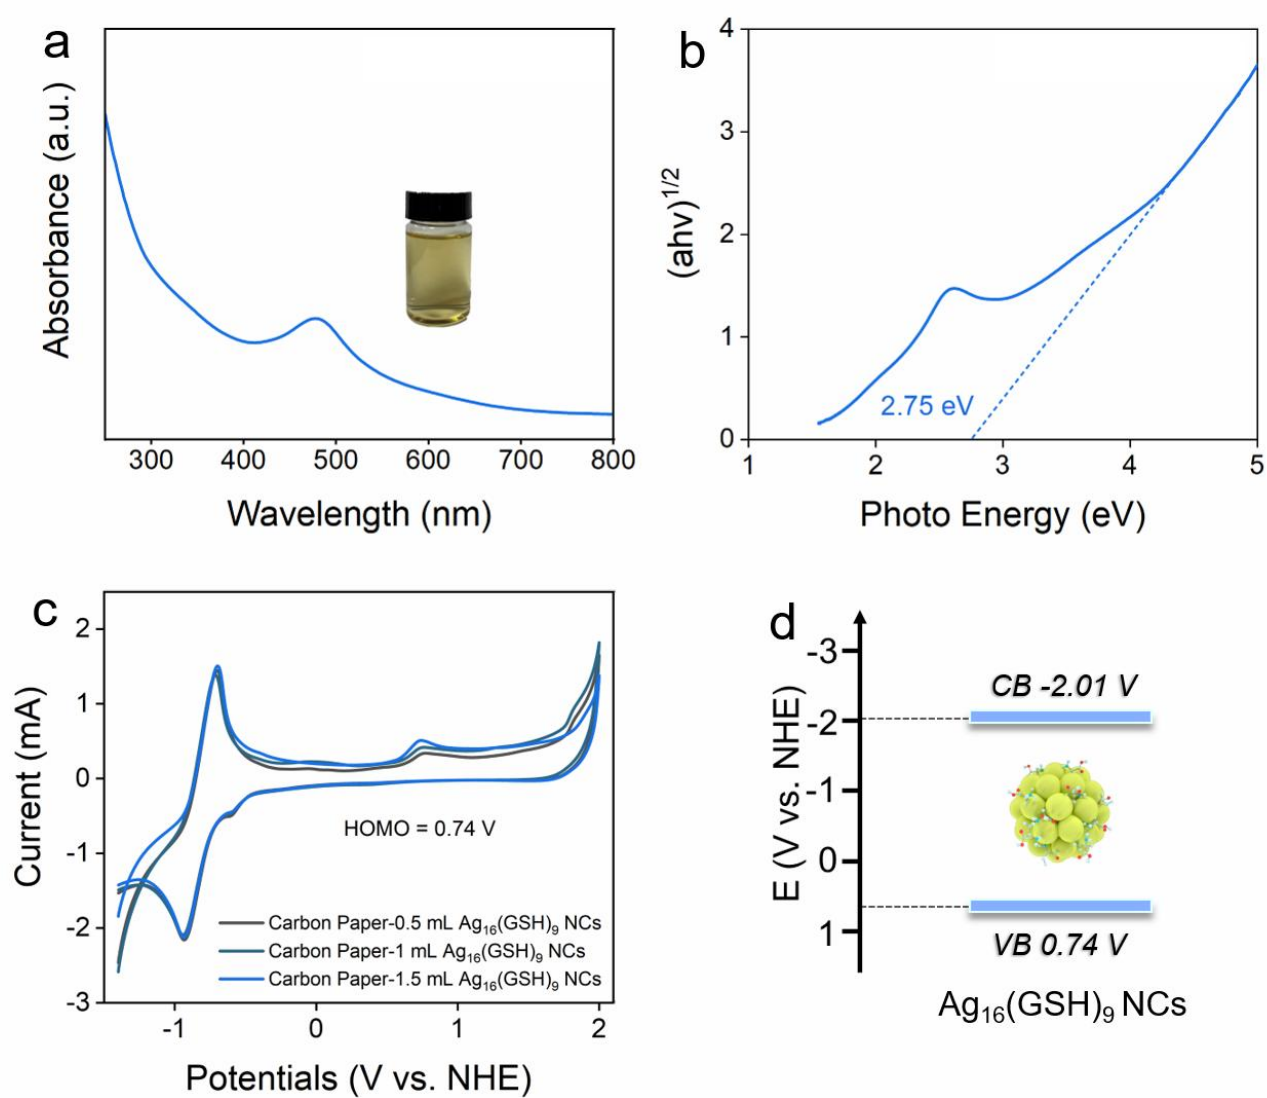 a
Absorbance (a.u.)
300 400 500 600 700 800
Wavelength (nm)
b
(ahv)1/2
4
3
2
1
0
2.75 eV
1 2 3 4 5
Photo Energy (eV)
c
Current (mA)
2
1
0
-1
-2
-3
HOMO = 0.74 V
Carbon Paper-0.5 mL Ag16(GSH)9 NCs
Carbon Paper-1 mL Ag16(GSH)9 NCs
Carbon Paper-1.5 mL Ag16(GSH)9 NCs
-1 0 1 2
Potentials (V vs. NHE)
d
E (V vs. NHE)
-3
-2
-1
0
1
CB -2.01 V
VB 0.74 V
Ag16(GSH)9 NCs